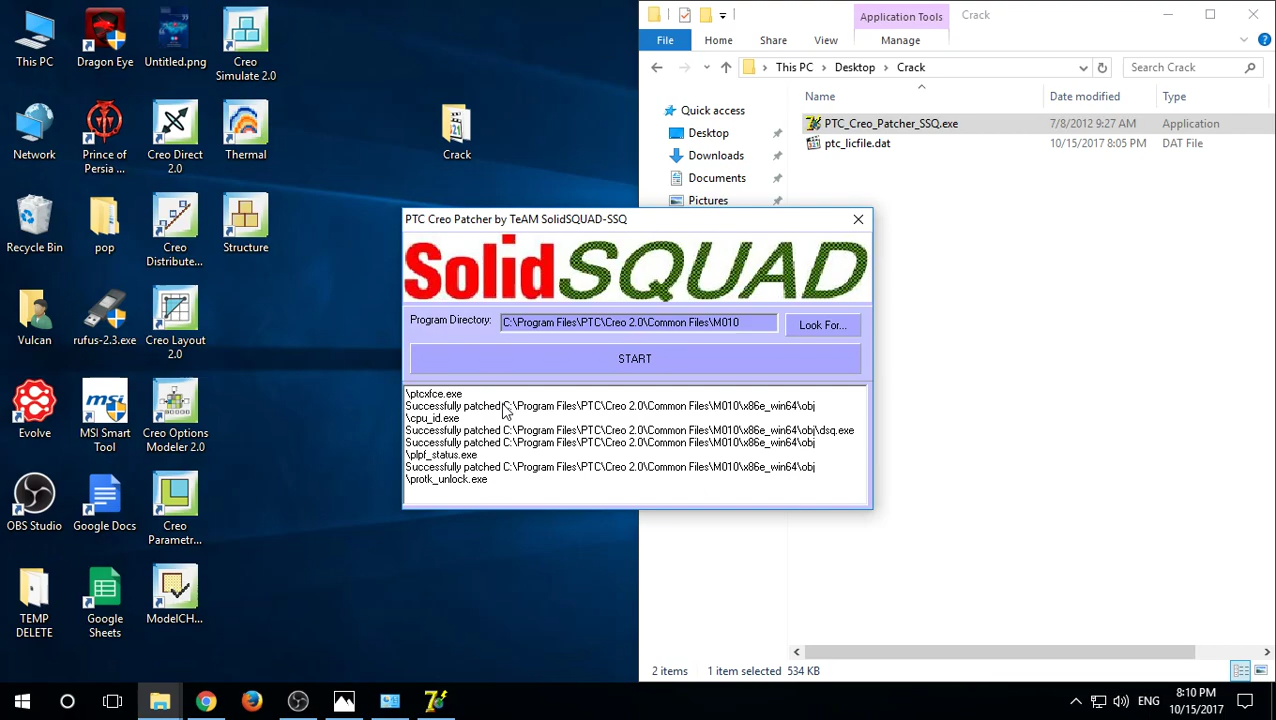 This PC
Dragon Eye
Untitled.png
Creo
Simulate 2.0
Network
Prince of
Persia ...
Creo Direct
2.0
Thermal
Crack
Recycle Bin
pop
Creo
Distribute...
Structure
Vulcan
rufus-2.3.exe
Creo Layout
2.0
Evolve
MSI Smart
Tool
Creo Options
Modeler 2.0
OBS Studio
Google Docs
Creo
Parametr...
TEMP
DELETE
Google
Sheets
ModelCH...
Application Tools
Crack
File
Home
Share
View
Manage
This PC
Desktop
Crack
Search Crack
Name
Date modified
Type
Quick access
Desktop
Downloads
Documents
Pictures
PTC_Creo_Patcher_SSQ.exe
7/8/2012 9:27 AM
Application
ptc_licfile.dat
10/15/2017 8:05 PM
DAT File
PTC Creo Patcher by TeAM SolidSQUAD-SSQ
SolidSQUAD
Program Directory:
C:\Program Files\PTC\Creo 2.0\Common Files\M010
Look For...
START
\ptcxfce.exe
Successfully patched C:\Program Files\PTC\Creo 2.0\Common Files\M010\x86e_win64\obj
\cpu_id.exe
Successfully patched C:\Program Files\PTC\Creo 2.0\Common Files\M010\x86e_win64\obj\dsq.exe
Successfully patched C:\Program Files\PTC\Creo 2.0\Common Files\M010\x86e_win64\obj
\plpf_status.exe
Successfully patched C:\Program Files\PTC\Creo 2.0\Common Files\M010\x86e_win64\obj
\protk_unlock.exe
2 items
1 item selected 534 KB
ENG
8:10 PM
10/15/2017